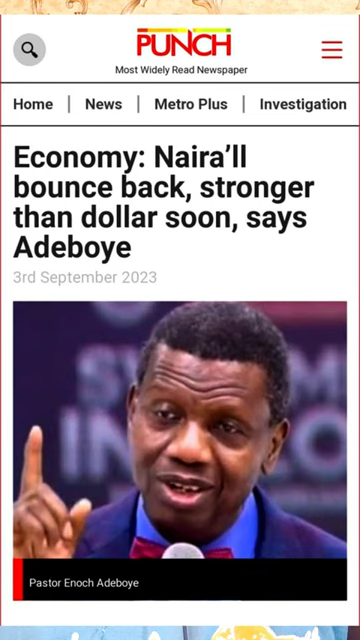 PUNCH
Most Widely Read Newspaper
Home | News | Metro Plus | Investigation
Economy: Naira’ll
bounce back, stronger
than dollar soon, says
Adeboye
3rd September 2023
Pastor Enoch Adeboye